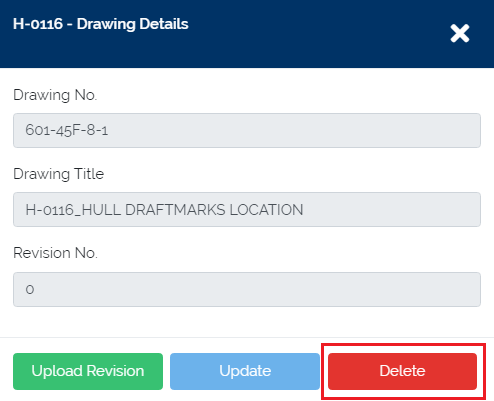 H-0116 - Drawing Details
Drawing No.
601-45F-8-1
Drawing Title
H-0116_HULL DRAFTMARKS LOCATION
Revision No.
0
Upload Revision Update Delete